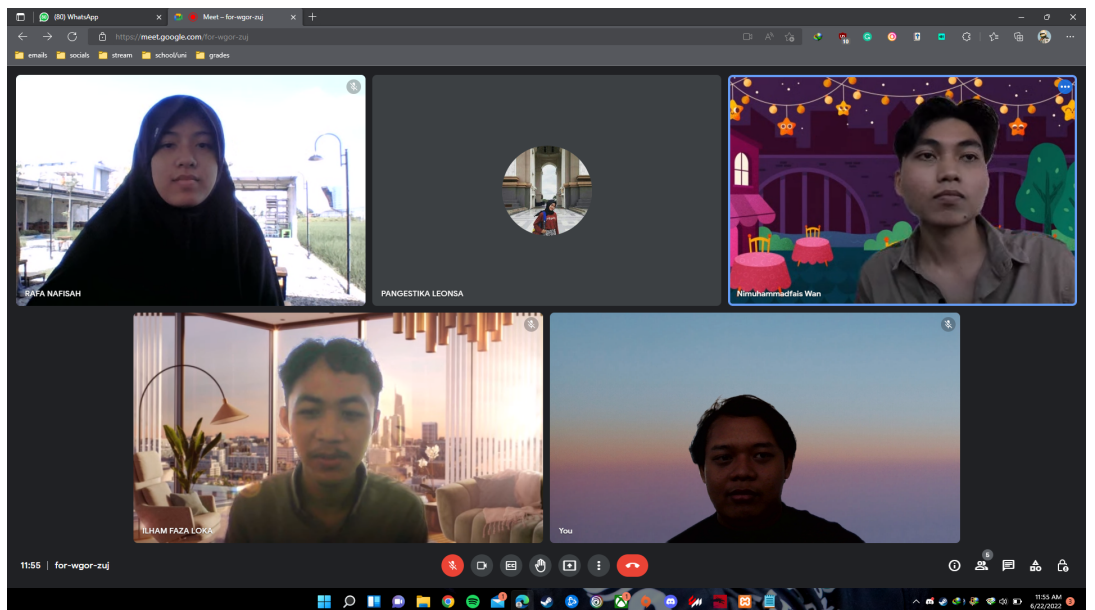 (80) WhatsApp
Meet – for-wgor-zuj
https://meet.google.com/for-wgor-zuj
emails socials stream school/uni grades
RAFA NAFISAH
PANGESTIKA LEONSA
Nimuhammadfais Wan
ILHAM FAZA LOKA
You
11:55 | for-wgor-zuj
5
11:55 AM
6/22/2022